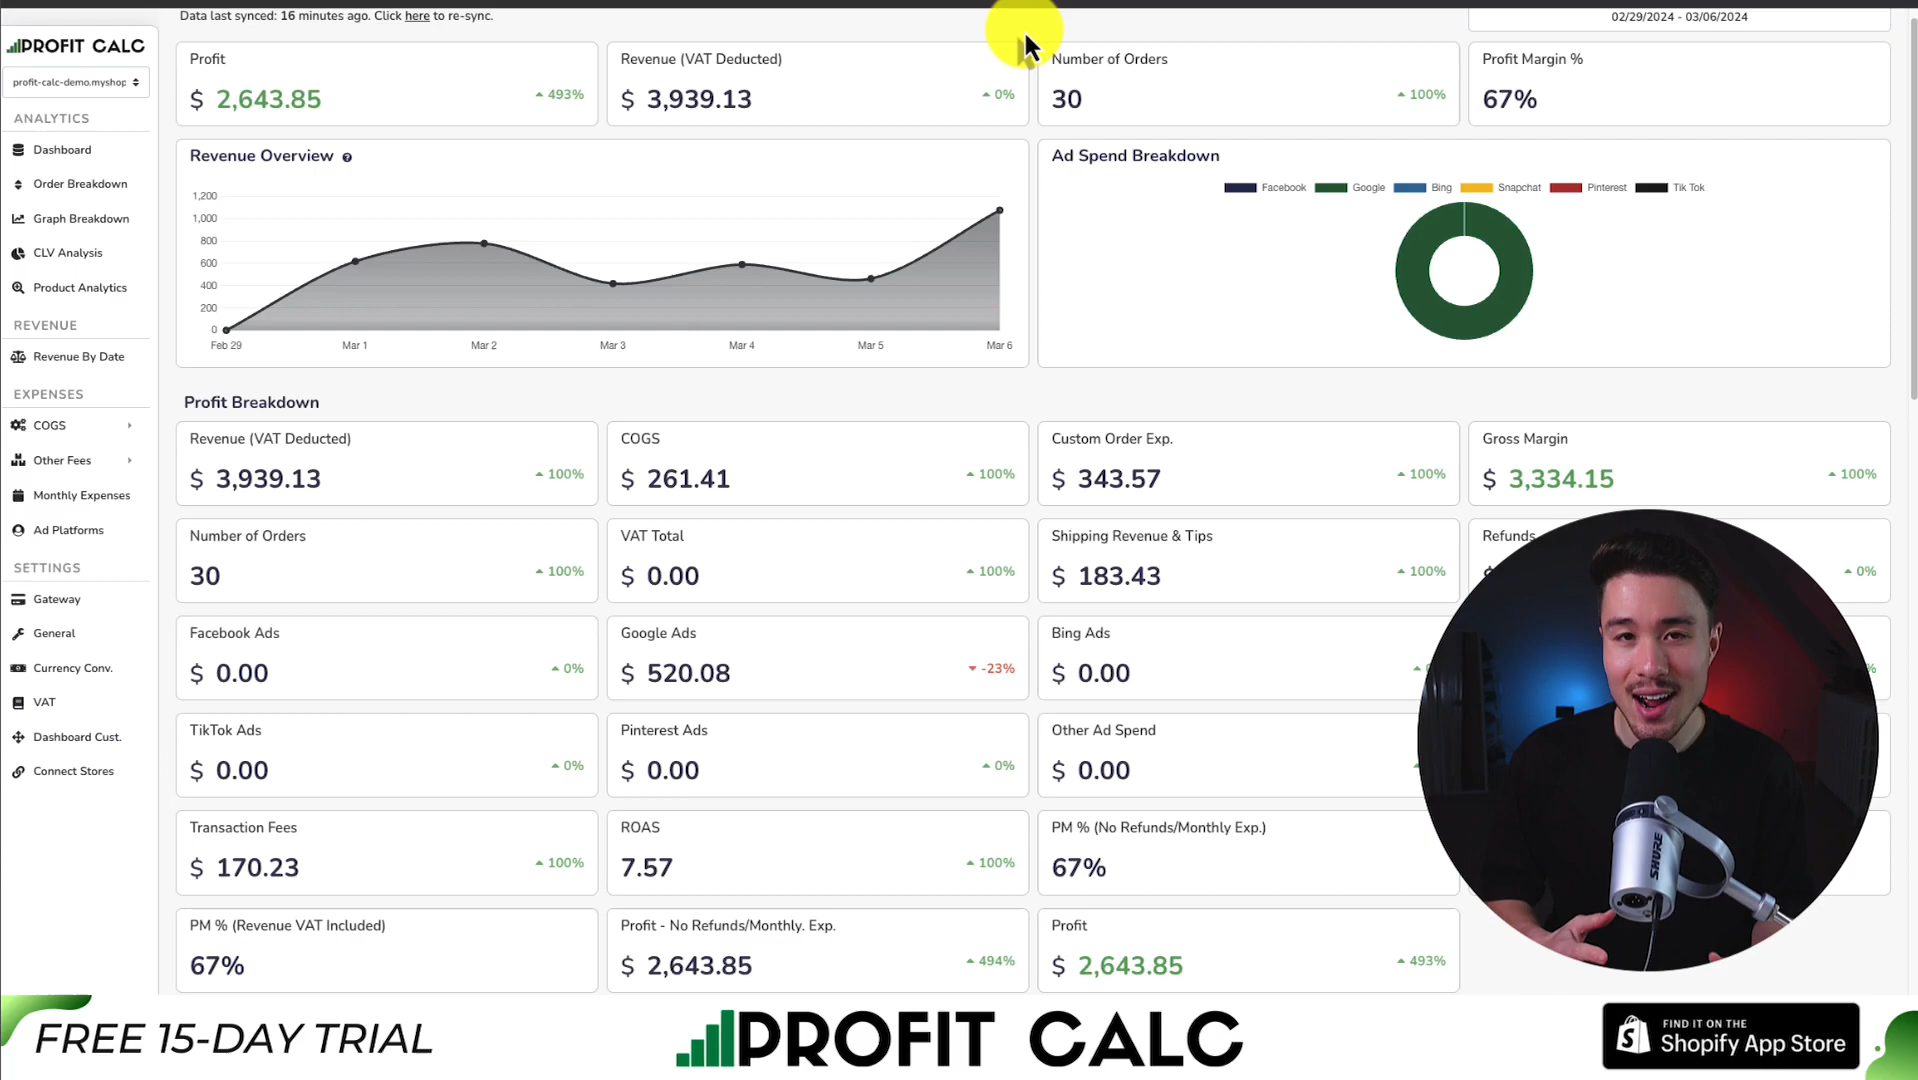 Data last synced: 16 minutes ago. Click here to re-sync.
02/29/2024 - 03/06/2024
PROFIT CALC
profit-calc-demo.myshop
ANALYTICS
Dashboard
Order Breakdown
Graph Breakdown
CLV Analysis
Product Analytics
REVENUE
Revenue By Date
EXPENSES
COGS
Other Fees
Monthly Expenses
Ad Platforms
SETTINGS
Gateway
General
Currency Conv.
VAT
Dashboard Cust.
Connect Stores
Profit
$ 2,643.85 493%
Revenue (VAT Deducted)
$ 3,939.13 0%
Number of Orders
30 100%
Profit Margin %
67%
Revenue Overview ?
1,200
1,000
800
600
400
200
0
Feb 29 Mar 1 Mar 2 Mar 3 Mar 4 Mar 5 Mar 6
Ad Spend Breakdown
Facebook Google Bing Snapchat Pinterest Tik Tok
Profit Breakdown
Revenue (VAT Deducted)
$ 3,939.13 100%
COGS
$ 261.41 100%
Custom Order Exp.
$ 343.57 100%
Gross Margin
$ 3,334.15 100%
Number of Orders
30 100%
VAT Total
$ 0.00 100%
Shipping Revenue & Tips
$ 183.43 100%
Refunds
0%
Facebook Ads
$ 0.00 0%
Google Ads
$ 520.08 -23%
Bing Ads
$ 0.00
TikTok Ads
$ 0.00 0%
Pinterest Ads
$ 0.00 0%
Other Ad Spend
$ 0.00
Transaction Fees
$ 170.23 100%
ROAS
7.57 100%
PM % (No Refunds/Monthly Exp.)
67%
PM % (Revenue VAT Included)
67%
Profit - No Refunds/Monthly. Exp.
$ 2,643.85 494%
Profit
$ 2,643.85 493%
SHURE
FREE 15-DAY TRIAL
PROFIT CALC
FIND IT ON THE
Shopify App Store